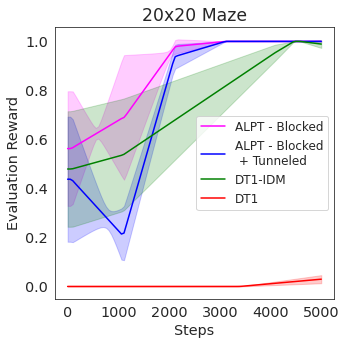 20x20 Maze
Evaluation Reward
1.0
0.8
0.6
0.4
0.2
0.0
ALPT - Blocked
ALPT - Blocked
+ Tunneled
DT1-IDM
DT1
0 1000 2000 3000 4000 5000
Steps